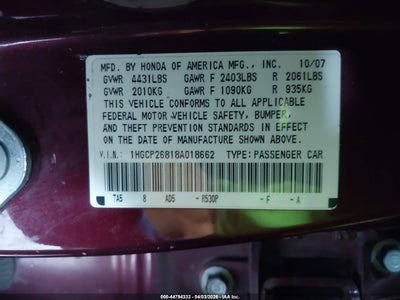 MFD. BY HONDA OF AMERICA MFG., INC. 10/07
GVWR 4431LBS GAWR F 2403LBS R 2061LBS
GVWR 2010KG GAWR F 1090KG R 935KG
THIS VEHICLE CONFORMS TO ALL APPLICABLE
FEDERAL MOTOR VEHICLE SAFETY, BUMPER,
AND THEFT PREVENTION STANDARDS IN EFFECT
ON THE DATE OF MANUFACTURE SHOWN ABOVE.
V.I.N.: 1HGCP26818A018662 TYPE: PASSENGER CAR
TA5 8 AD5 - R530P - F - A
000-44794333 - 04/03/2026 - IAA Inc.